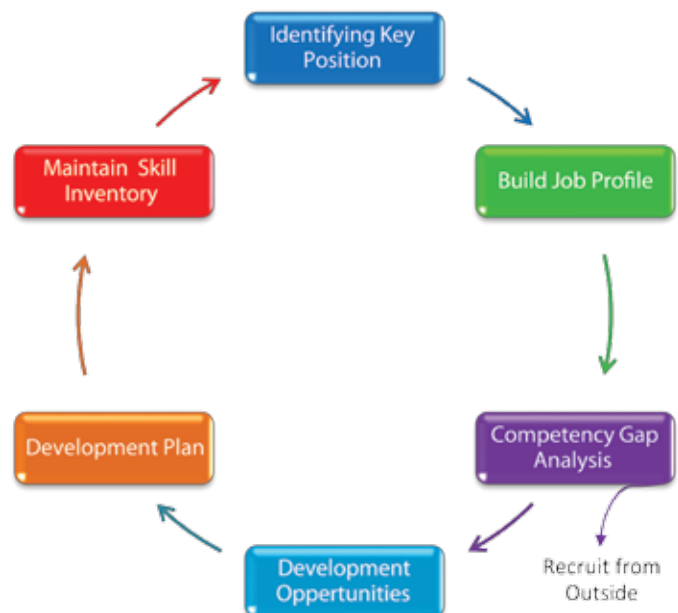 Identifying Key
Position
Build Job Profile
Competency Gap
Analysis
Recruit from
Outside
Development
Oppertunities
Development Plan
Maintain Skill
Inventory